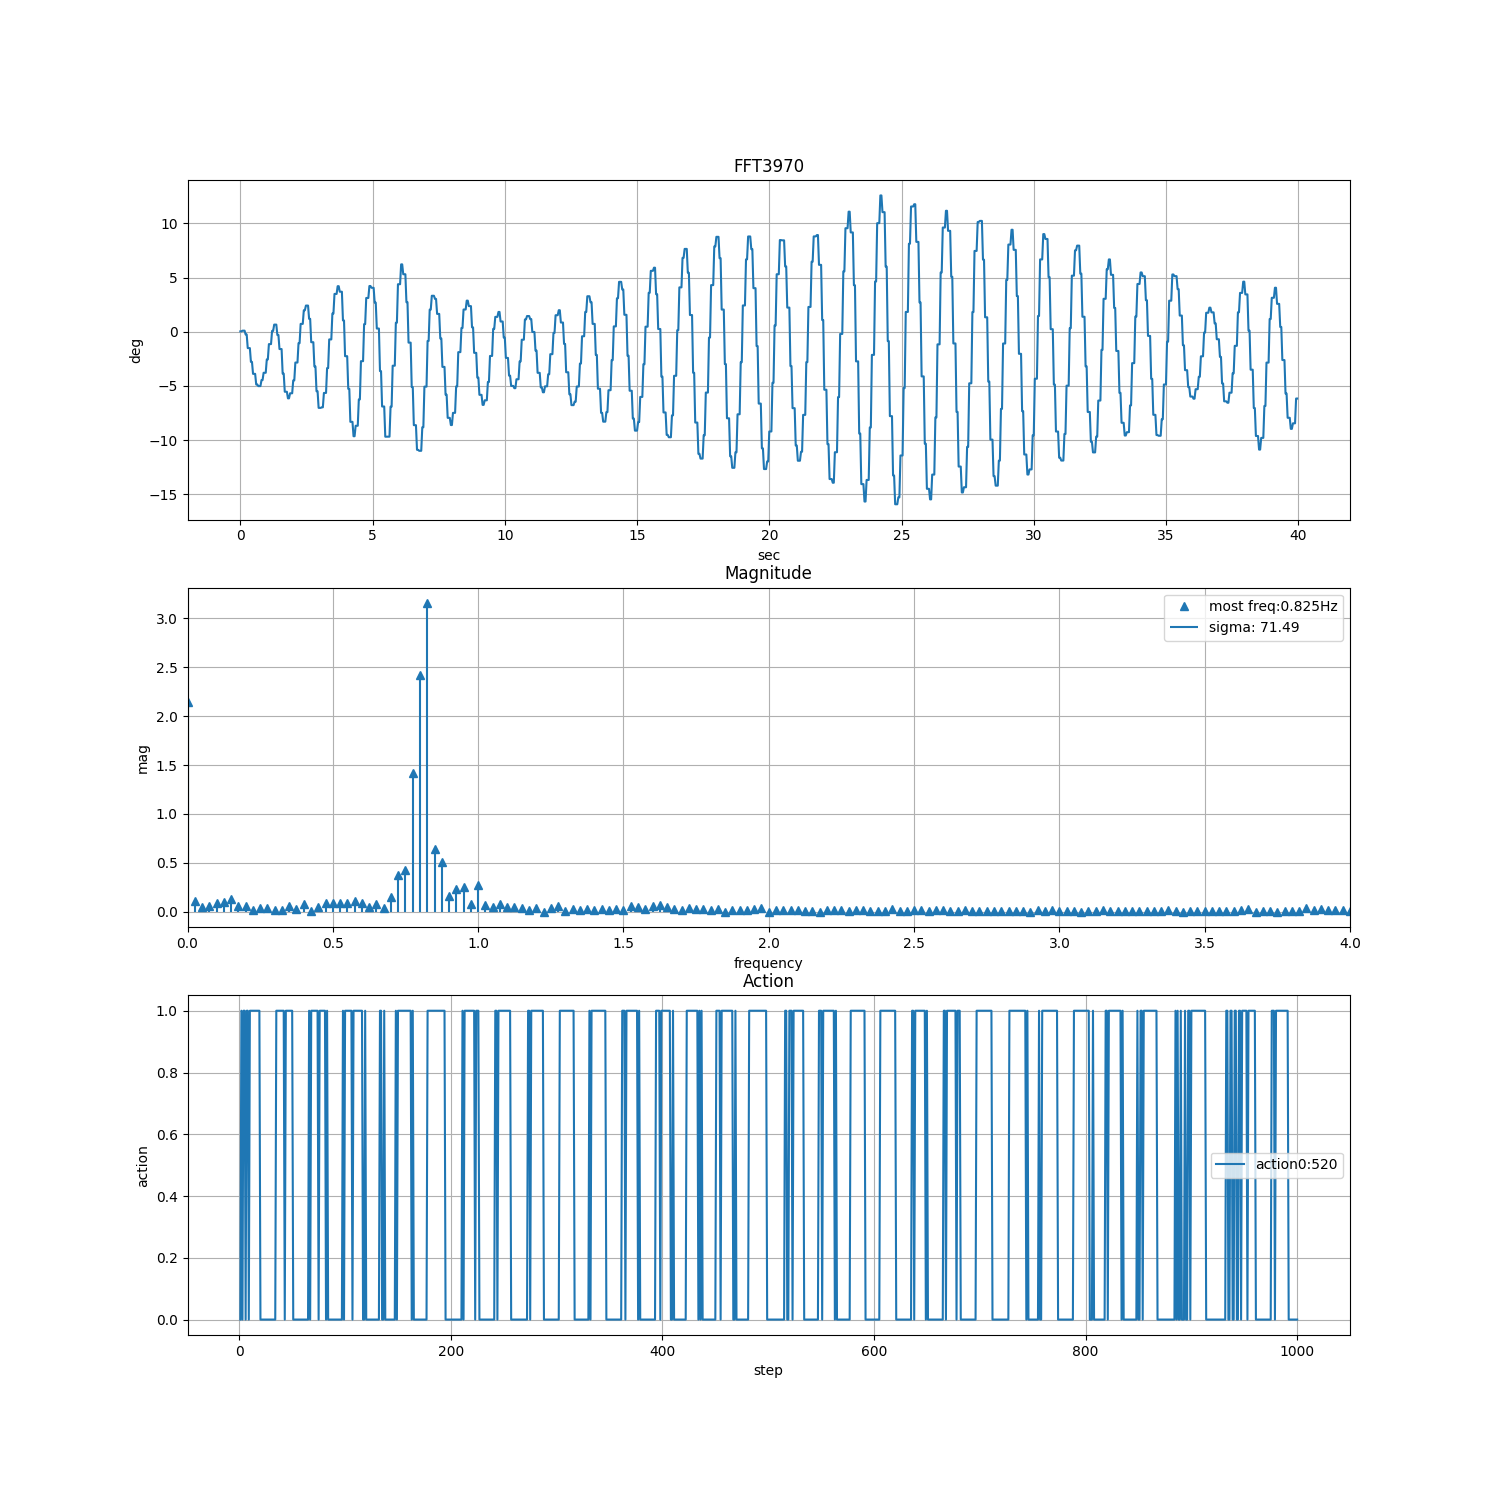 FFT3970
deg
10
5
0
−5
−10
−15
0 5 10 15 20 25 30 35 40
sec
Magnitude
mag
3.0
2.5
2.0
1.5
1.0
0.5
0.0
most freq:0.825Hz
sigma: 71.49
0.0 0.5 1.0 1.5 2.0 2.5 3.0 3.5 4.0
frequency
Action
action
1.0
0.8
0.6
0.4
0.2
0.0
action0:520
0 200 400 600 800 1000
step